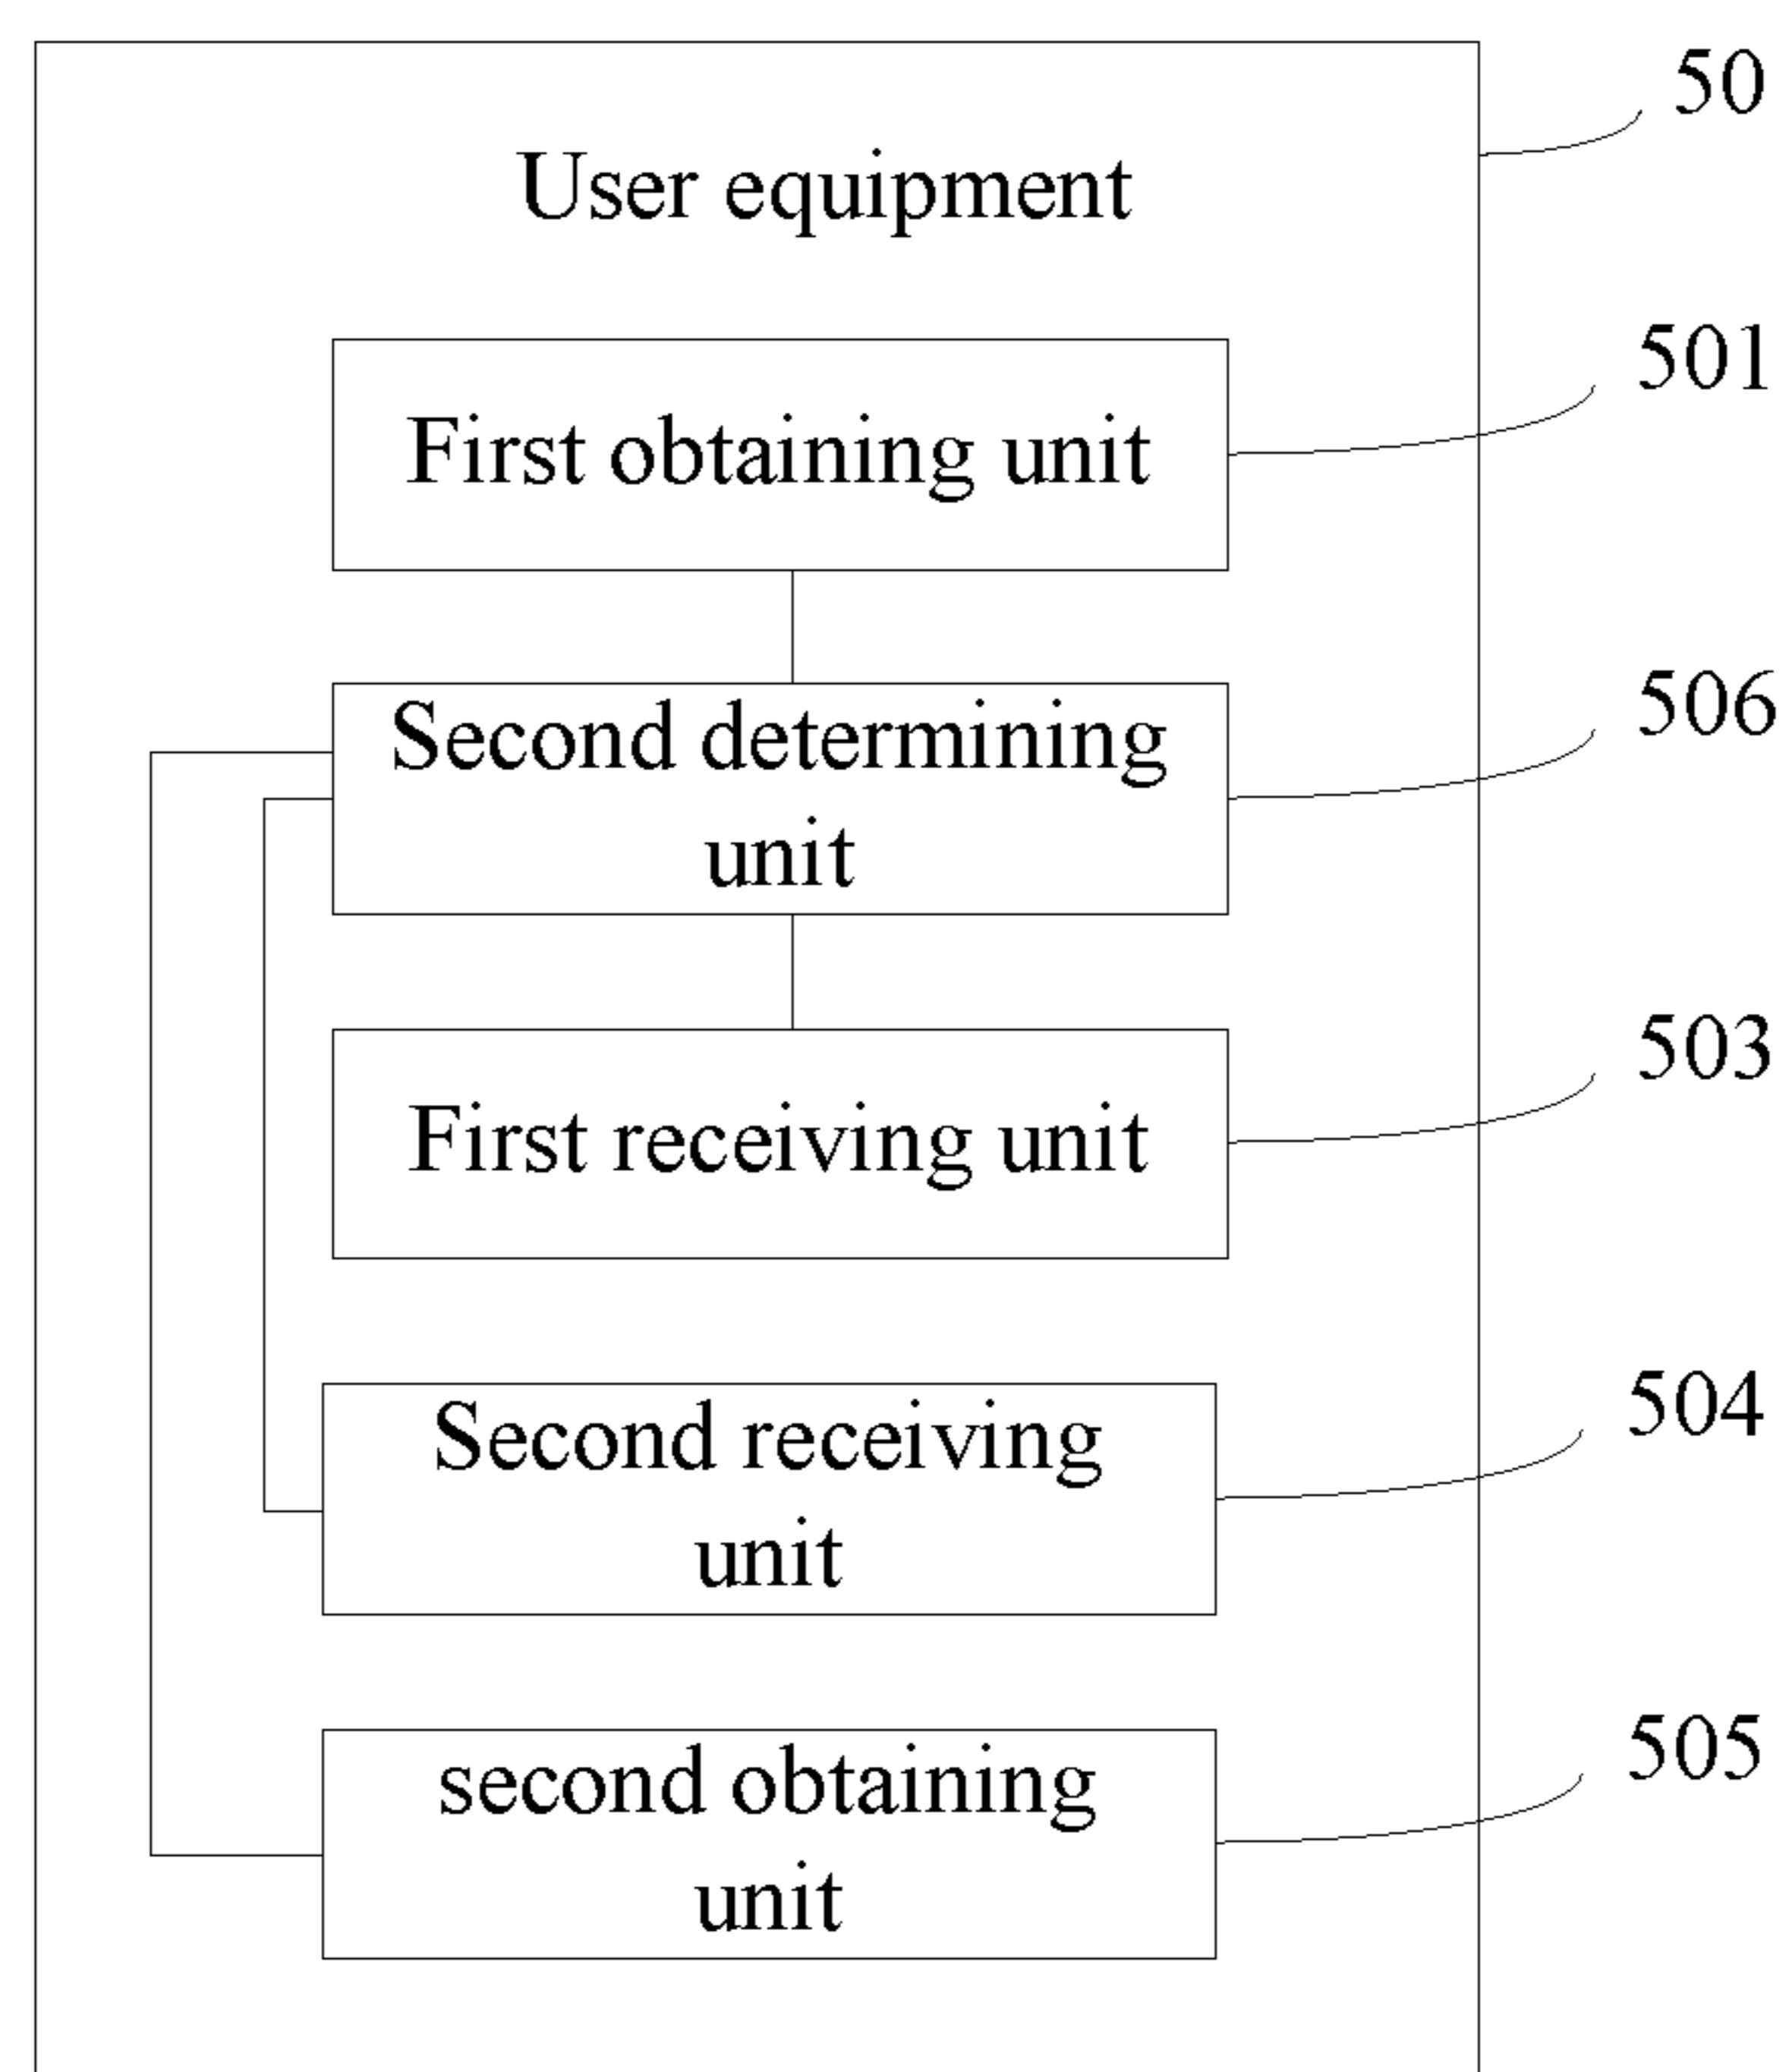 50
User equipment
501
First obtaining unit
506
Second determining
unit
503
First receiving unit
504
Second receiving
unit
505
second obtaining
unit